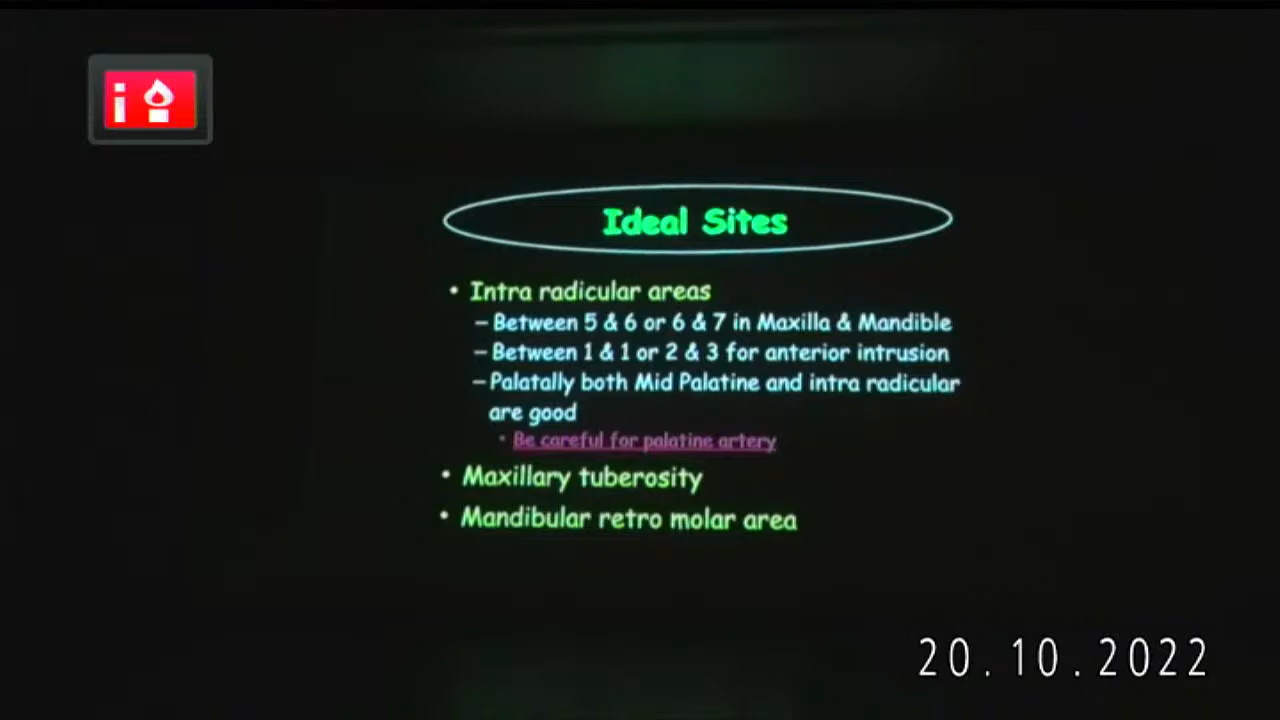 Ideal Sites
• Intra radicular areas
– Between 5 & 6 or 6 & 7 in Maxilla & Mandible
– Between 1 & 1 or 2 & 3 for anterior intrusion
– Palatally both Mid Palatine and intra radicular
are good
• Be careful for palatine artery
• Maxillary tuberosity
• Mandibular retro molar area
20.10.2022